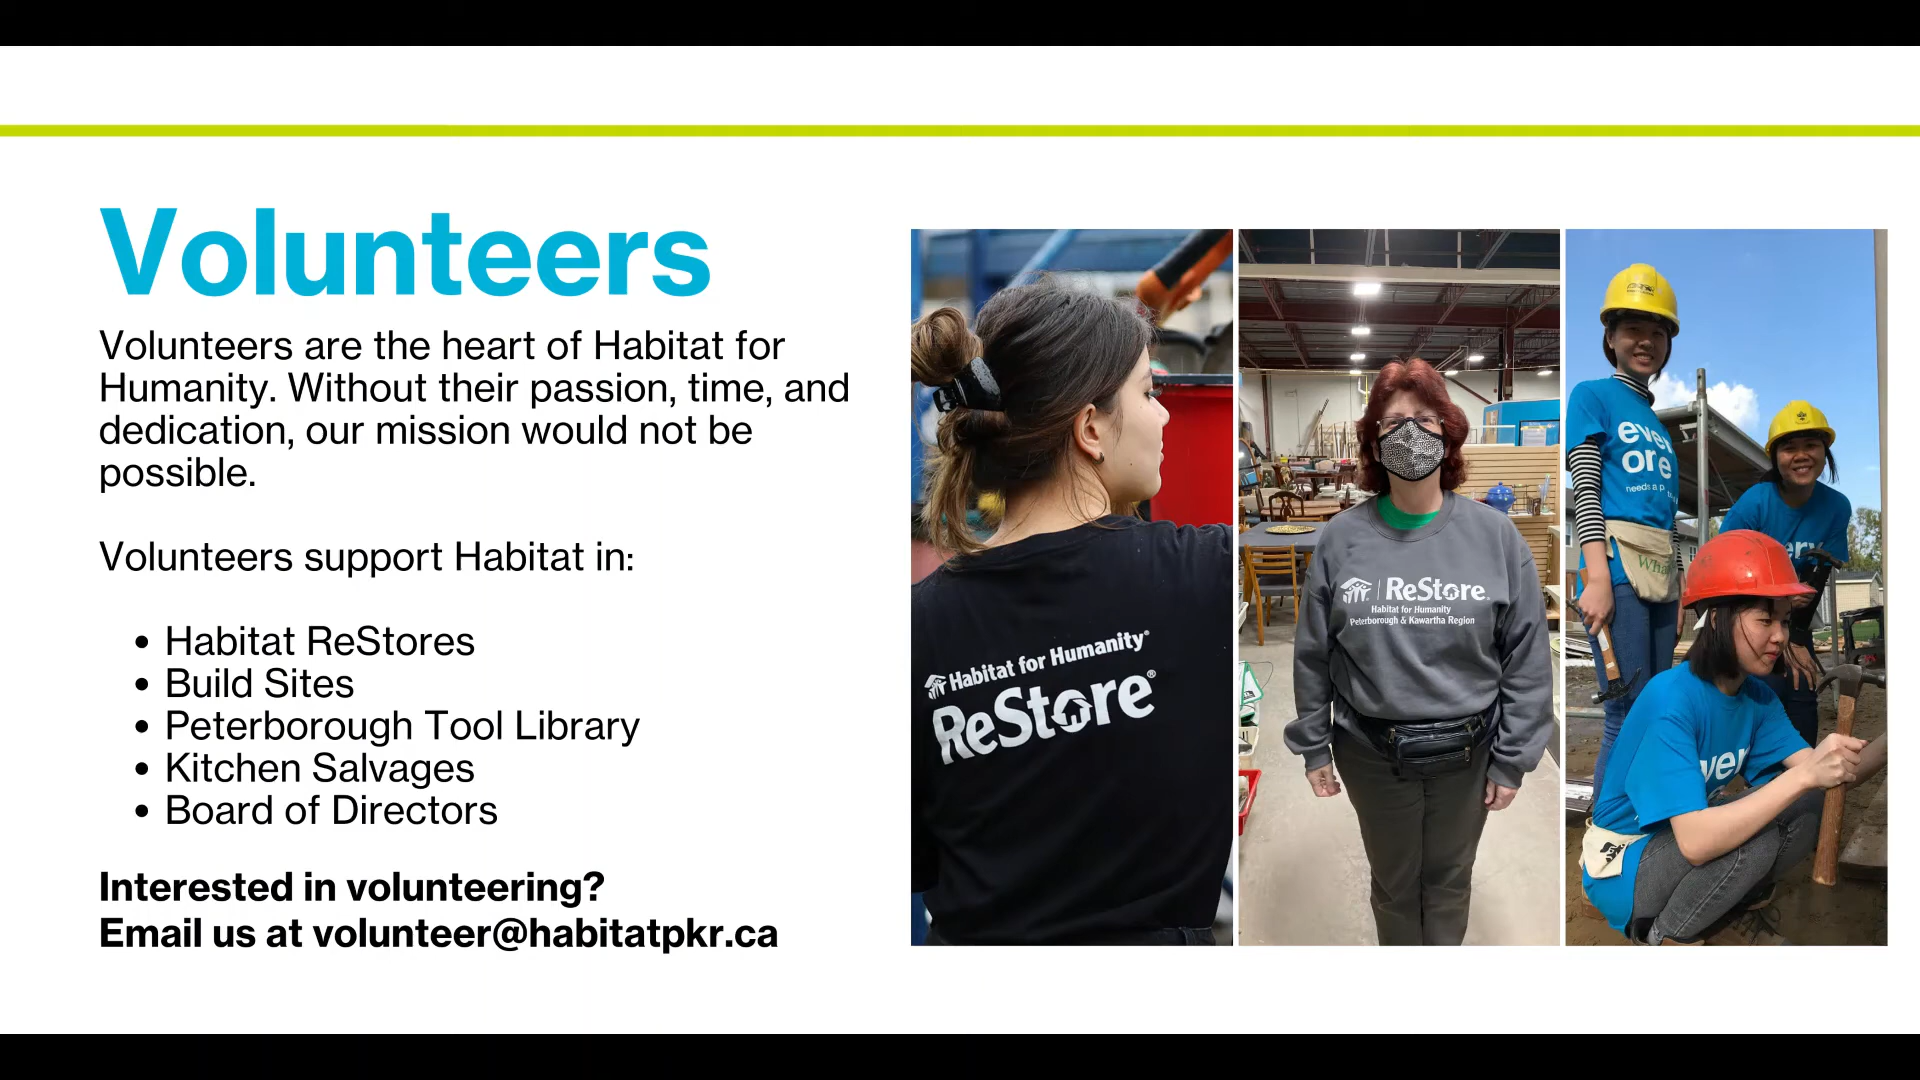 Volunteers
Volunteers are the heart of Habitat for
Humanity. Without their passion, time, and
dedication, our mission would not be
possible.
Volunteers support Habitat in:
• Habitat ReStores
• Build Sites
• Peterborough Tool Library
• Kitchen Salvages
• Board of Directors
Interested in volunteering?
Email us at volunteer@habitatpkr.ca
Habitat for Humanity®
ReStore®
ReStore
Habitat for Humanity
Peterborough & Kawartha Region
needs a